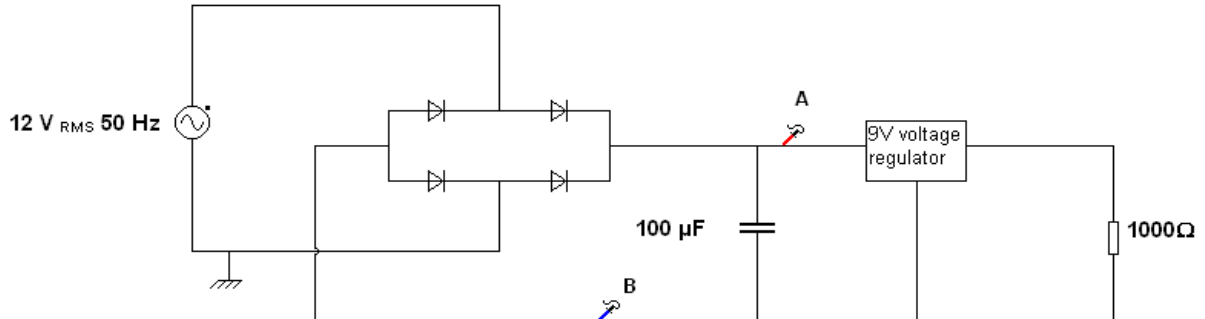 A
12 V RMS 50 Hz
9V voltage
regulator
100 µF
1000Ω
B